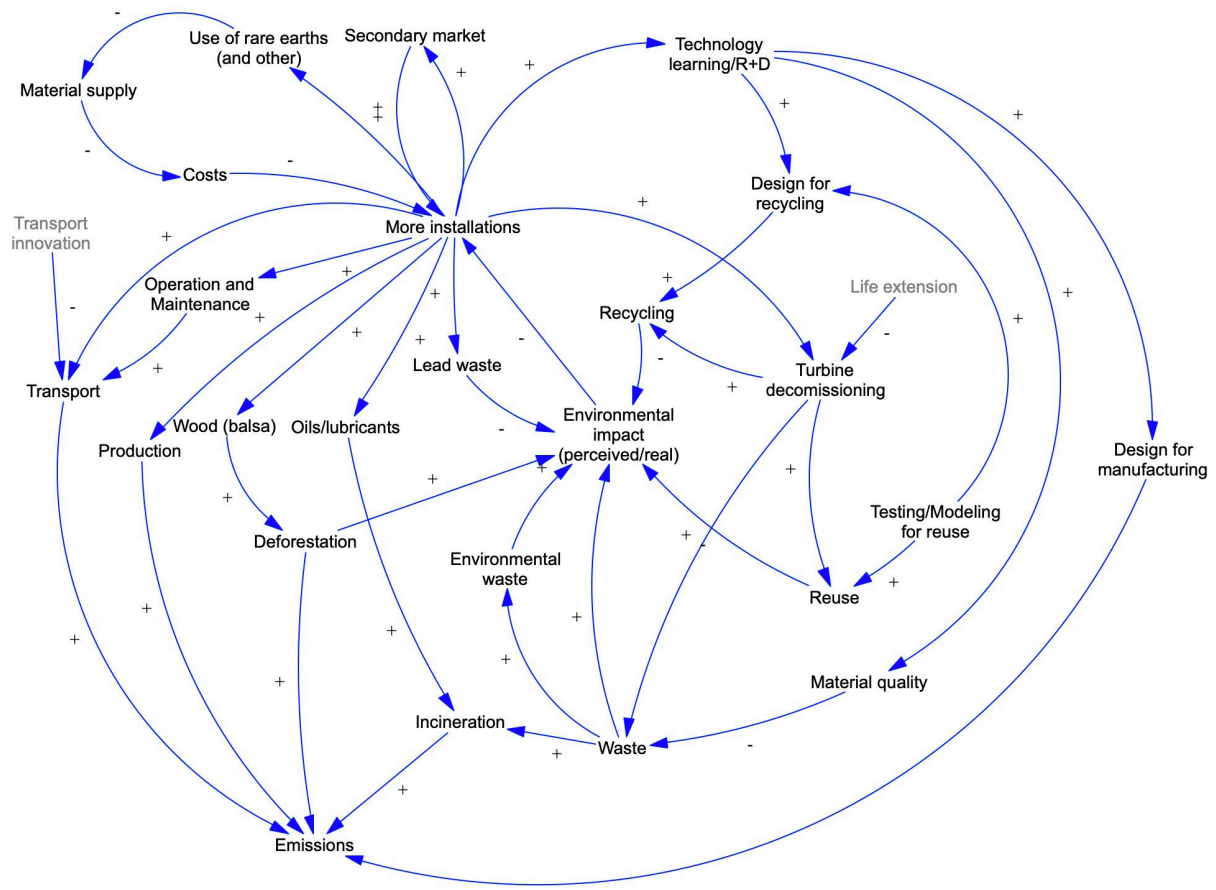 Use of rare earths
(and other)
Secondary market
Technology
learning/R+D
Material supply
Costs
Design for
recycling
Transport
innovation
More installations
Operation and
Maintenance
Life extension
Recycling
Lead waste
Turbine
decomissioning
Transport
Environmental
impact
(perceived/real)
Wood (balsa)
Oils/lubricants
Production
Design for
manufacturing
Testing/Modeling
for reuse
Deforestation
Environmental
waste
Reuse
Material quality
Incineration
Waste
Emissions